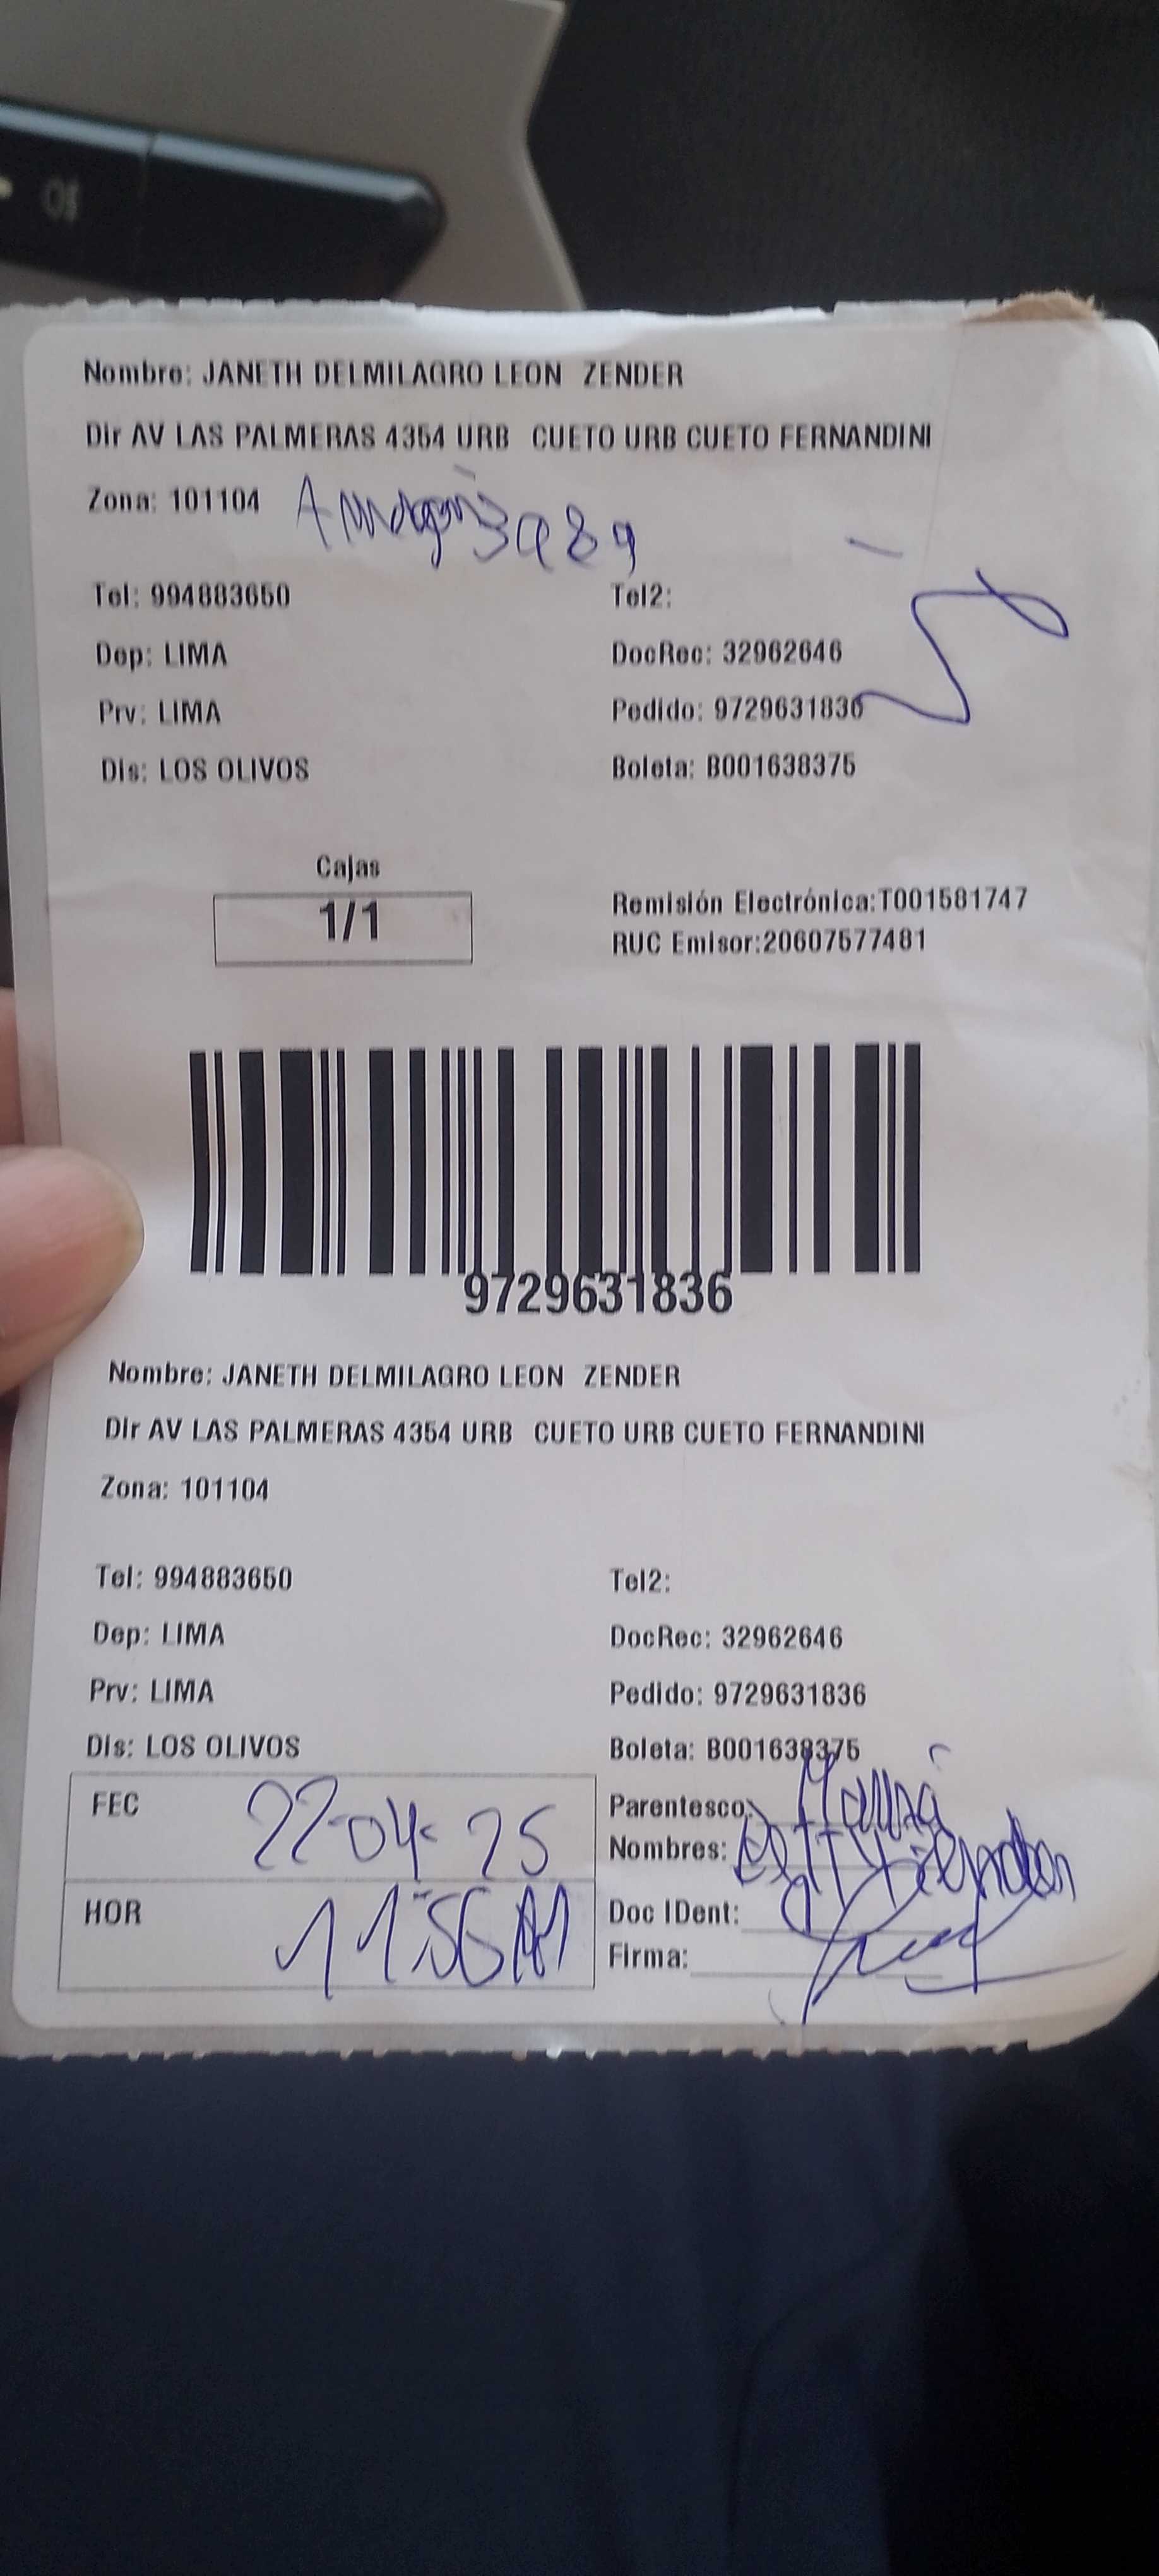 Nombre: JANETH DELMILAGRO LEON ZENDER
Dir AV LAS PALMERAS 4354 URB CUETO URB CUETO FERNANDINI
Zona: 101104
Tel: 994883650 Tel2:
Dep: LIMA DocRec: 32962646
Prv: LIMA Pedido: 9729631836
Dis: LOS OLIVOS Boleta: B001638375
Cajas
1/1
Remisión Electrónica:T001581747
RUC Emisor:20607577481
9729631836
Nombre: JANETH DELMILAGRO LEON ZENDER
Dir AV LAS PALMERAS 4354 URB CUETO URB CUETO FERNANDINI
Zona: 101104
Tel: 994883650 Tel2:
Dep: LIMA DocRec: 32962646
Prv: LIMA Pedido: 9729631836
Dis: LOS OLIVOS Boleta: B001638375
FEC 22-04-25 Parentesco: Mamá
Nombres:
HOR 11:56 AM Doc IDent:
Firma: